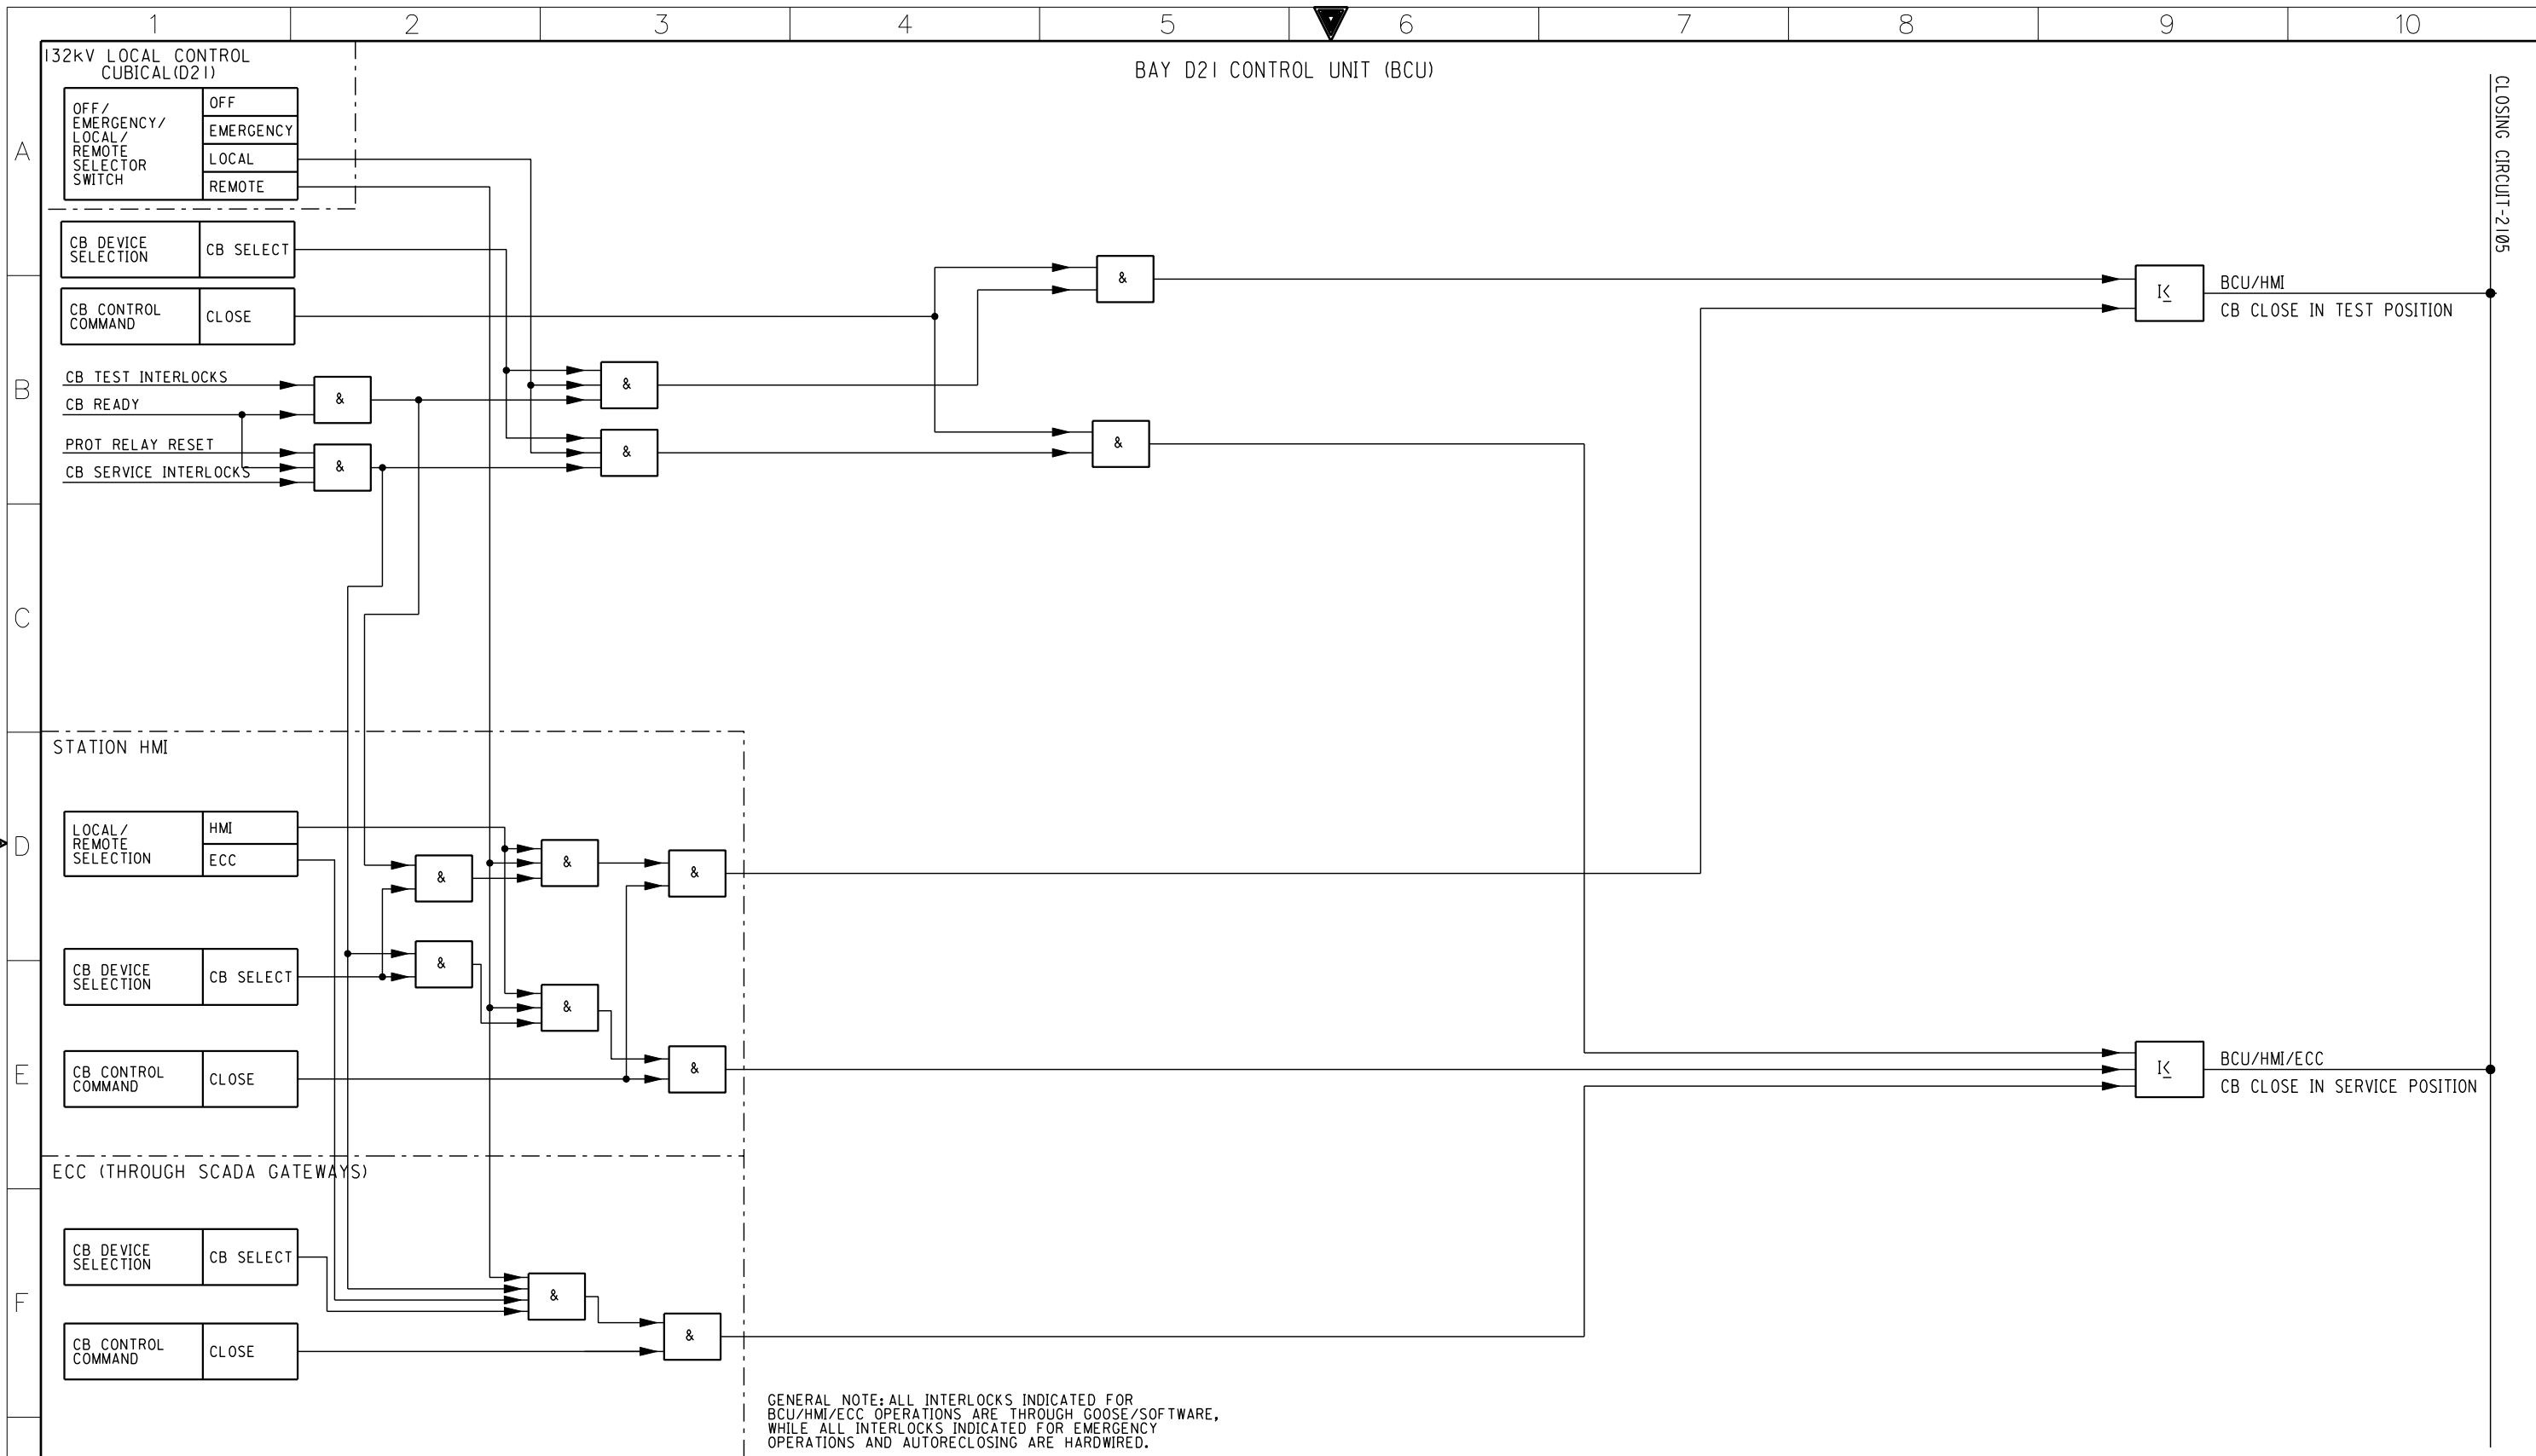 1 2 3 4 5 6 7 8 9 10
132kV LOCAL CONTROL
CUBICAL(D21)
BAY D21 CONTROL UNIT (BCU)
CLOSING CIRCUIT-2105
A
OFF/
EMERGENCY/
LOCAL/
REMOTE
SELECTOR
SWITCH
OFF
EMERGENCY
LOCAL
REMOTE
CB DEVICE
SELECTION
CB SELECT
&
B
CB CONTROL
COMMAND
CLOSE
1≤
BCU/HMI
CB CLOSE IN TEST POSITION
CB TEST INTERLOCKS
CB READY
&
&
PROT RELAY RESET
CB SERVICE INTERLOCKS
&
&
&
C
STATION HMI
D
LOCAL/
REMOTE
SELECTION
HMI
ECC
&
&
&
CB DEVICE
SELECTION
CB SELECT
&
&
E
CB CONTROL
COMMAND
CLOSE
&
1≤
BCU/HMI/ECC
CB CLOSE IN SERVICE POSITION
ECC (THROUGH SCADA GATEWAYS)
F
CB DEVICE
SELECTION
CB SELECT
&
CB CONTROL
COMMAND
CLOSE
&
GENERAL NOTE:ALL INTERLOCKS INDICATED FOR
BCU/HMI/ECC OPERATIONS ARE THROUGH GOOSE/SOFTWARE,
WHILE ALL INTERLOCKS INDICATED FOR EMERGENCY
OPERATIONS AND AUTORECLOSING ARE HARDWIRED.